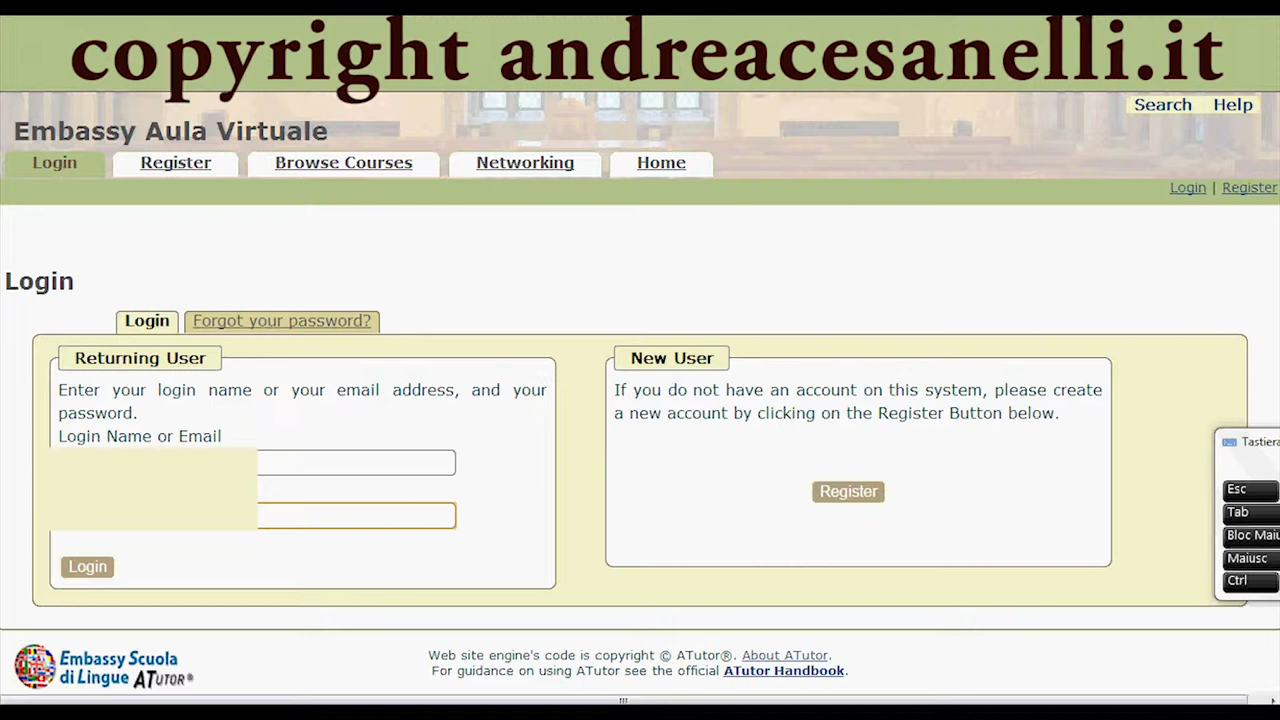 copyright andreacesanelli.it
Search Help
Embassy Aula Virtuale
Login Register Browse Courses Networking Home
Login | Register
Login
Login Forgot your password?
Returning User
Enter your login name or your email address, and your
password.
Login Name or Email
Login
New User
If you do not have an account on this system, please create
a new account by clicking on the Register Button below.
Register
Tastiera
Esc
Tab
Bloc Maiu
Maiusc
Ctrl
Embassy Scuola
di Lingue ATUTOR®
Web site engine's code is copyright © ATutor®. About ATutor.
For guidance on using ATutor see the official ATutor Handbook.